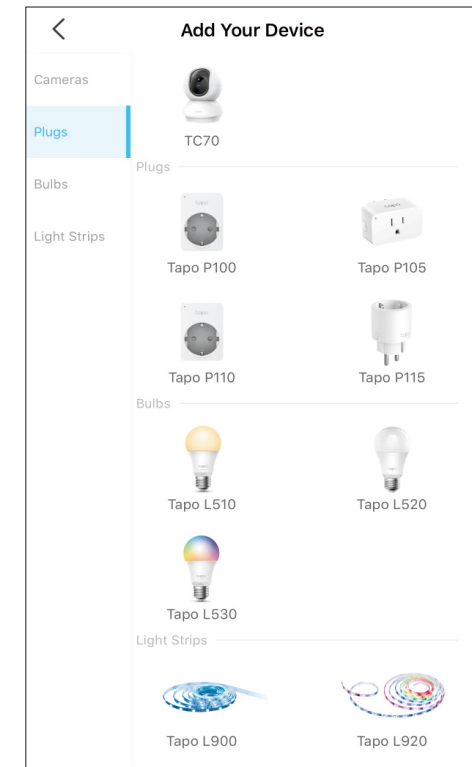 Add Your Device
Cameras
Plugs
Bulbs
Light Strips
TC70
Plugs
Tapo P100
Tapo P105
Tapo P110
Tapo P115
Bulbs
Tapo L510
Tapo L520
Tapo L530
Light Strips
Tapo L900
Tapo L920